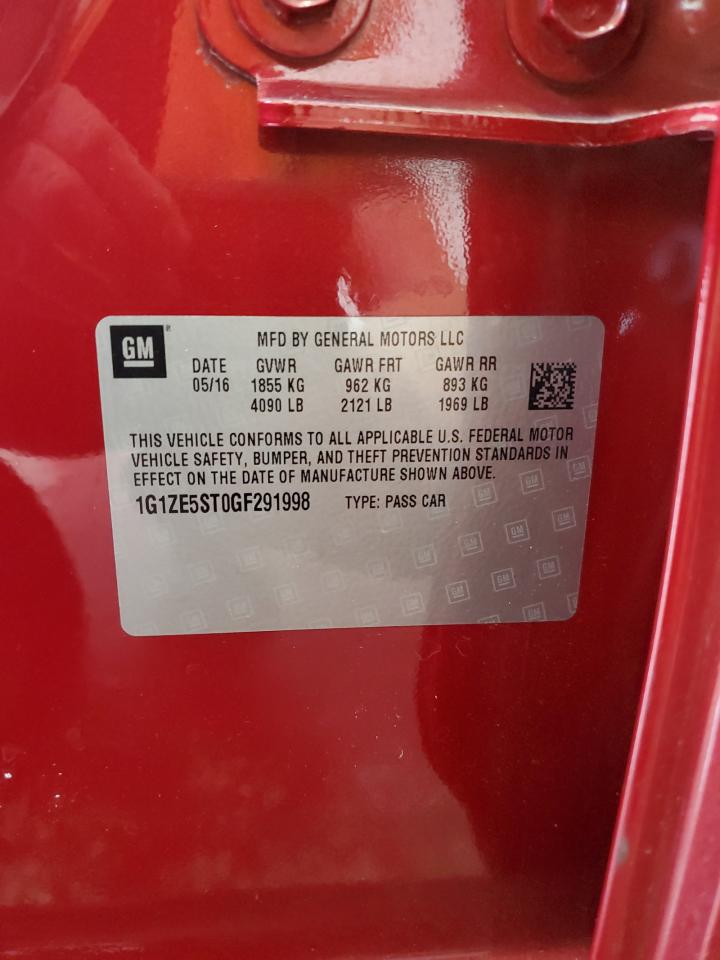 GM ®
MFD BY GENERAL MOTORS LLC
DATE GVWR GAWR FRT GAWR RR
05/16 1855 KG 962 KG 893 KG
4090 LB 2121 LB 1969 LB
THIS VEHICLE CONFORMS TO ALL APPLICABLE U.S. FEDERAL MOTOR
VEHICLE SAFETY, BUMPER, AND THEFT PREVENTION STANDARDS IN
EFFECT ON THE DATE OF MANUFACTURE SHOWN ABOVE.
1G1ZE5ST0GF291998 TYPE: PASS CAR